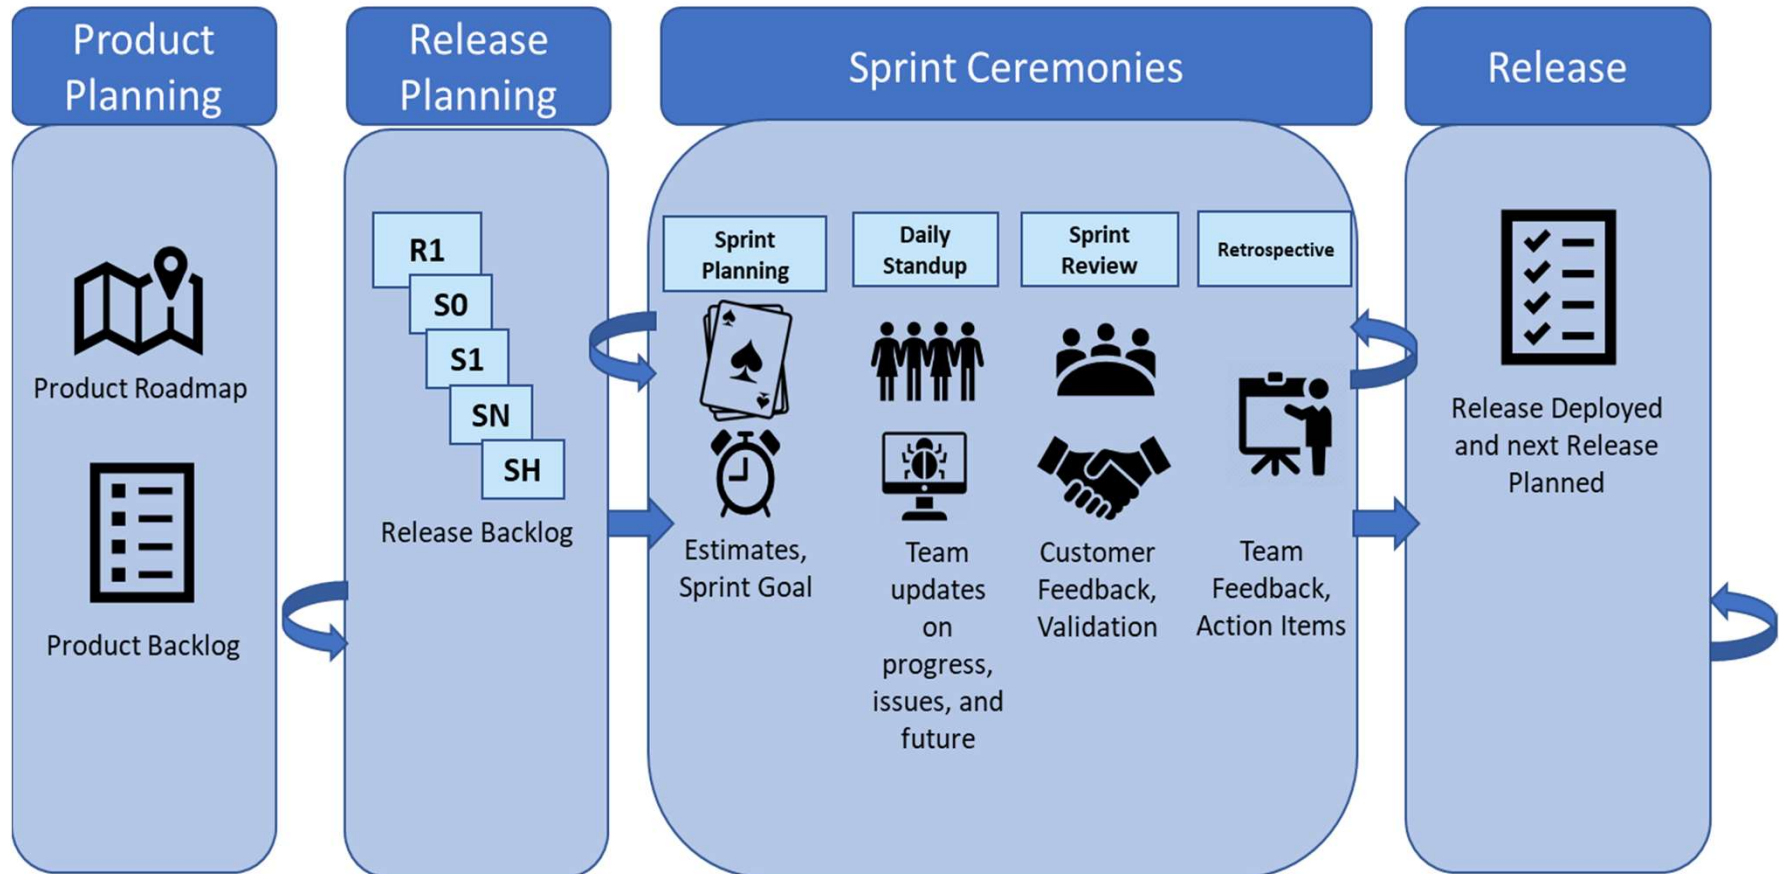 Product
Planning
Release
Planning
Sprint Ceremonies
Release
Product Roadmap
Product Backlog
R1
S0
S1
SN
SH
Release Backlog
Sprint
Planning
Estimates,
Sprint Goal
Daily
Standup
Team
updates
on
progress,
issues, and
future
Sprint
Review
Customer
Feedback,
Validation
Retrospective
Team
Feedback,
Action Items
Release Deployed
and next Release
Planned